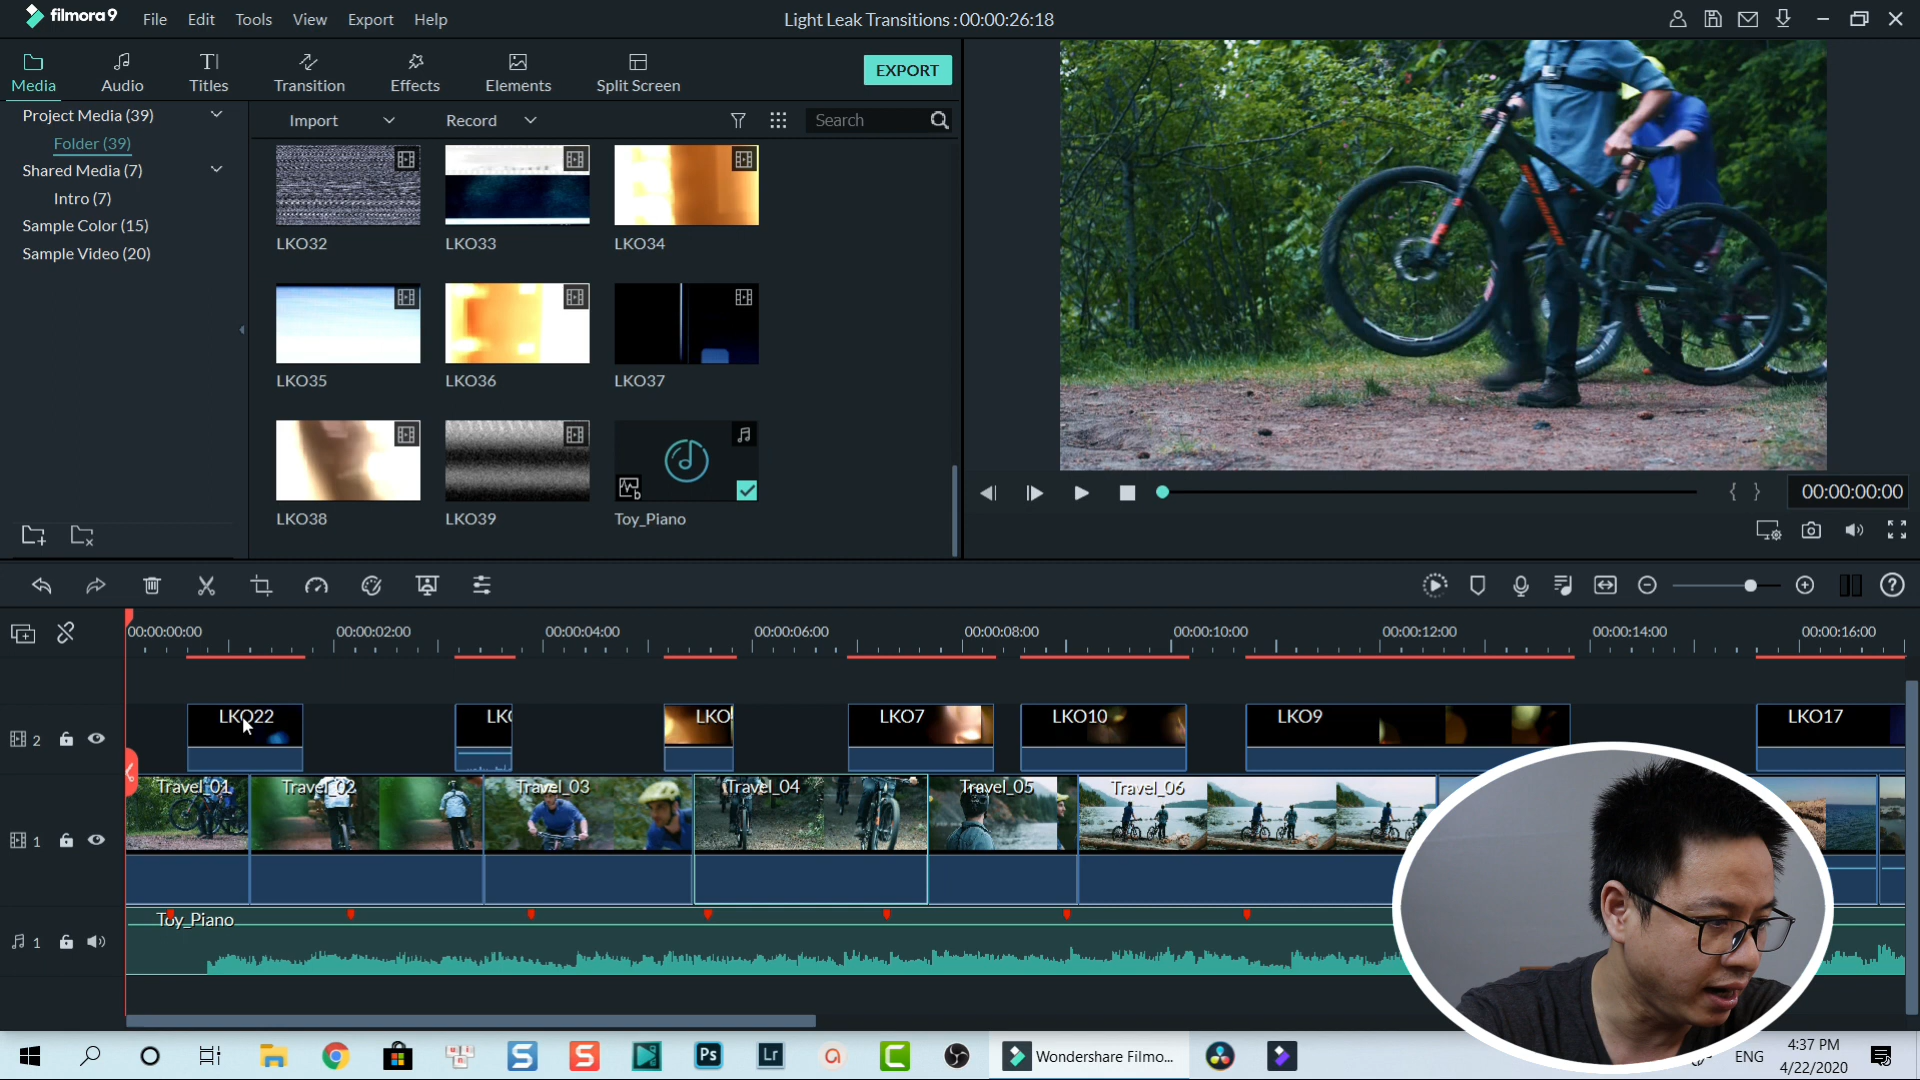 filmora9
File Edit Tools View Export Help
Light Leak Transitions : 00:00:26:18
Media
Audio
Titles
Transition
Effects
Elements
Split Screen
EXPORT
Project Media (39)
Folder (39)
Shared Media (7)
Intro (7)
Sample Color (15)
Sample Video (20)
Import
Record
Search
LKO32
LKO33
LKO34
LKO35
LKO36
LKO37
LKO38
LKO39
Toy_Piano
00:00:00:00
00:00:00:00
00:00:02:00
00:00:04:00
00:00:06:00
00:00:08:00
00:00:10:00
00:00:12:00
00:00:14:00
00:00:16:00
2
LKO22
LKO7
LKO10
LKO9
LKO17
1
Travel_01
Travel_02
Travel_03
Travel_04
Travel_05
Travel_06
1
Toy_Piano
Ps
Lr
Wondershare Filmo...
ENG
4:37 PM
4/22/2020